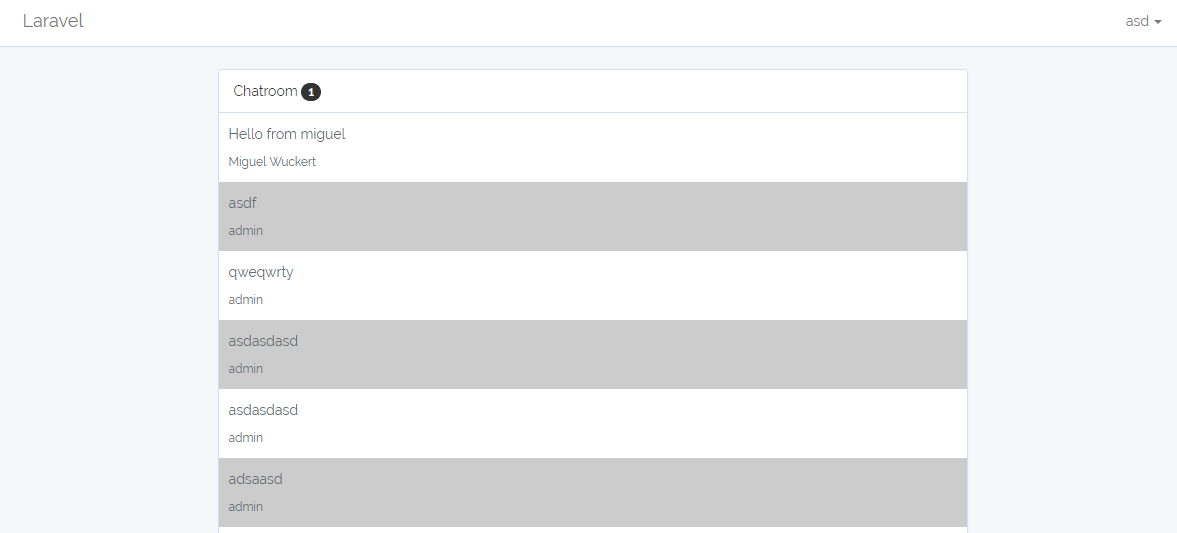 Laravel
asd
Chatroom 1
Hello from miguel
Miguel Wuckert
asdf
admin
qweqwrty
admin
asdasdasd
admin
asdasdasd
admin
adsaasd
admin